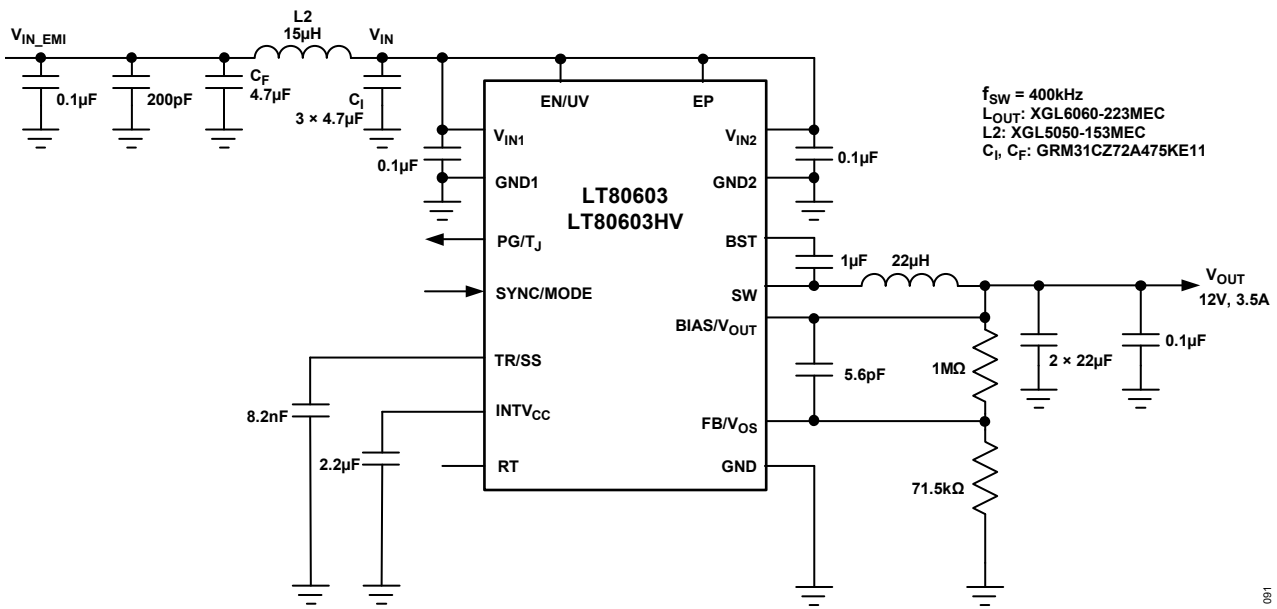 L2
15µH
VIN_EMI
VIN
0.1µF
200pF
CF
4.7µF
CI
3 × 4.7µF
EN/UV
EP
fSW = 400kHz
LOUT: XGL6060-223MEC
L2: XGL5050-153MEC
CI, CF: GRM31CZ72A475KE11
VIN1
VIN2
0.1µF
0.1µF
GND1
GND2
LT80603
LT80603HV
PG/TJ
BST
1µF
22µH
SYNC/MODE
SW
VOUT
12V, 3.5A
BIAS/VOUT
TR/SS
5.6pF
1MΩ
2 × 22µF
0.1µF
8.2nF
INTVCC
FB/VOS
2.2µF
RT
GND
71.5kΩ
091